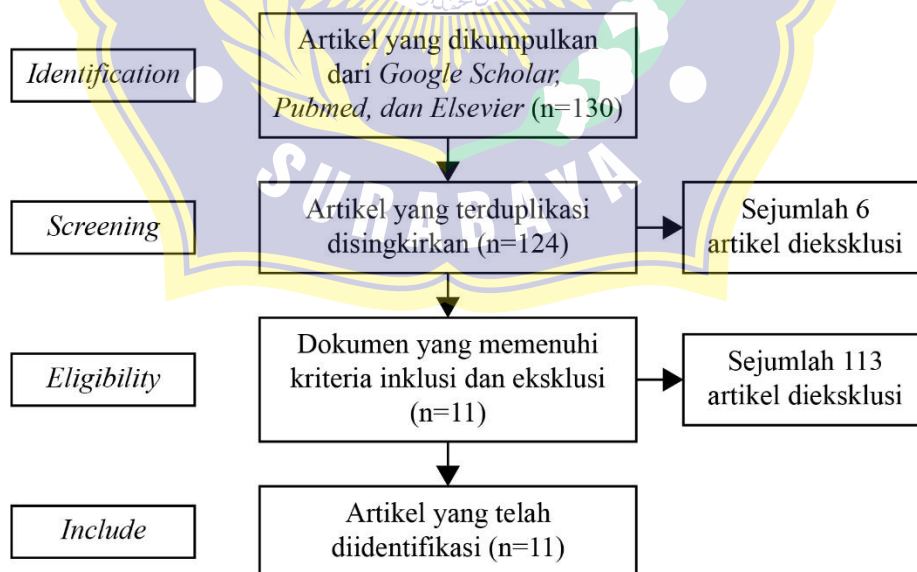 Identification
Artikel yang dikumpulkan
dari Google Scholar,
Pubmed, dan Elsevier (n=130)
SURABAYA
Screening
Artikel yang terduplikasi
disingkirkan (n=124)
Sejumlah 6
artikel dieksklusi
Eligibility
Dokumen yang memenuhi
kriteria inklusi dan eksklusi
(n=11)
Sejumlah 113
artikel dieksklusi
Include
Artikel yang telah
diidentifikasi (n=11)